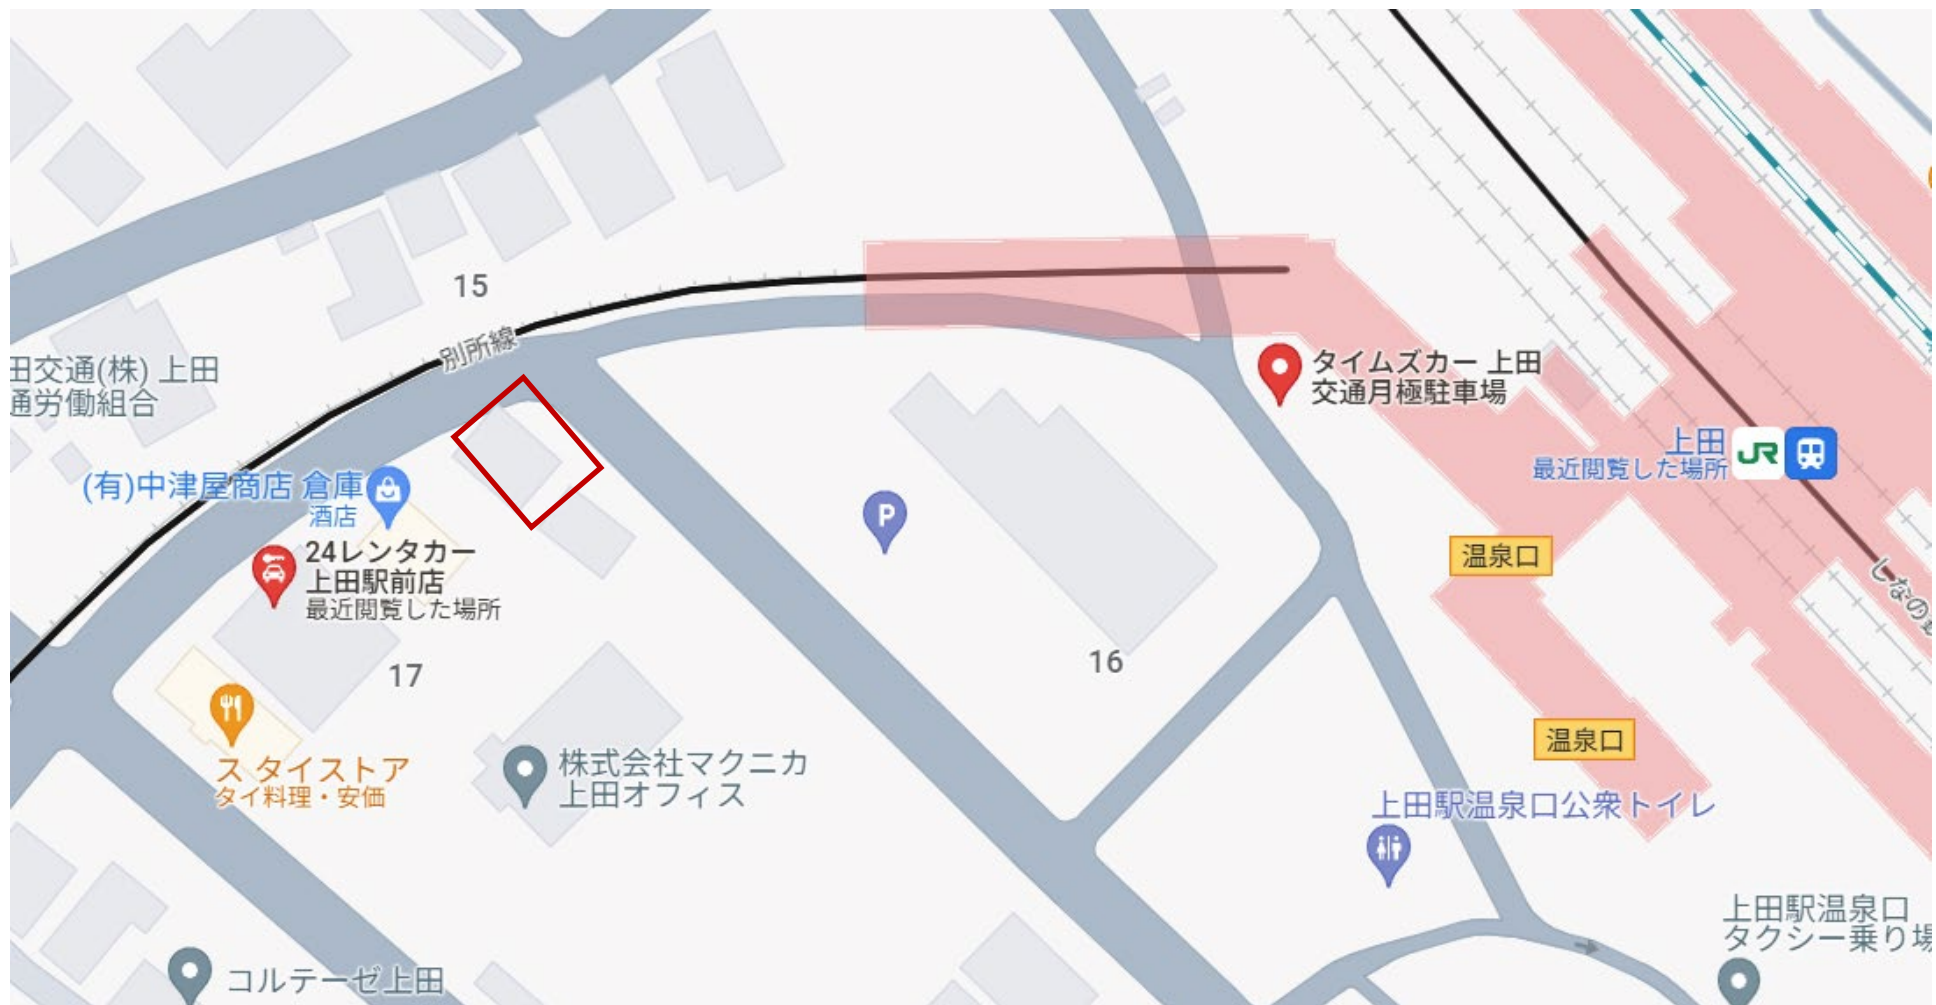 15
別所線
田交通(株) 上田
通労働組合
タイムズカー 上田
交通月極駐車場
上田
最近閲覧した場所
JR
(有)中津屋商店 倉庫
酒店
P
24レンタカー
上田駅前店
最近閲覧した場所
温泉口
しなの
17
16
温泉口
ス タイストア
タイ料理・安価
株式会社マクニカ
上田オフィス
上田駅温泉口公衆トイレ
上田駅温泉口
タクシー乗り場
コルテーゼ上田